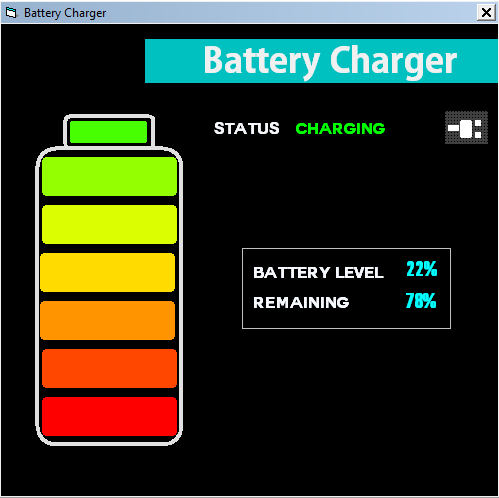 Battery Charger
Battery Charger
STATUS CHARGING
BATTERY LEVEL 22%
REMAINING 78%